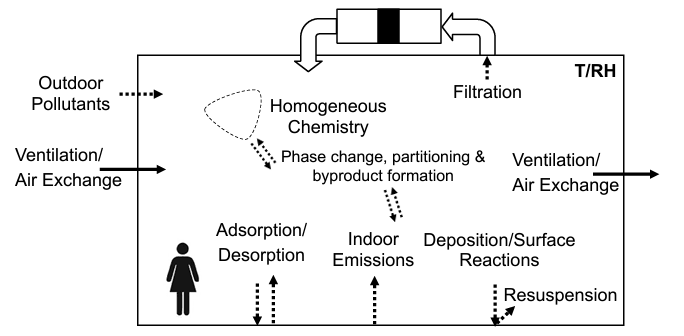 T/RH
Outdoor
Pollutants
Filtration
Homogeneous
Chemistry
Ventilation/
Air Exchange
Phase change, partitioning &
byproduct formation
Ventilation/
Air Exchange
Adsorption/
Desorption
Indoor
Emissions
Deposition/Surface
Reactions
Resuspension